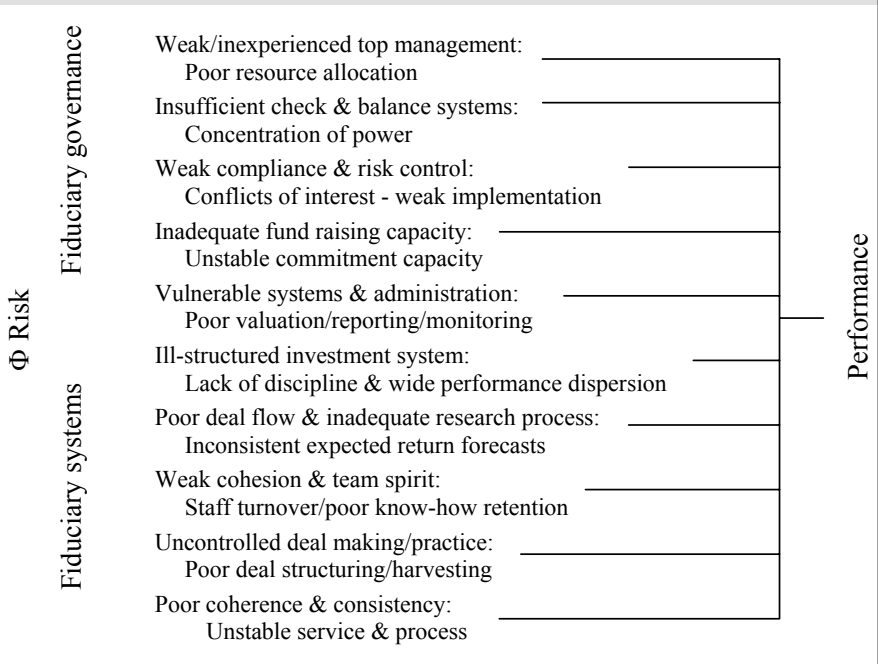 Φ Risk
Fiduciary governance
Fiduciary systems
Weak/inexperienced top management:
Poor resource allocation
Insufficient check & balance systems:
Concentration of power
Weak compliance & risk control:
Conflicts of interest - weak implementation
Inadequate fund raising capacity:
Unstable commitment capacity
Vulnerable systems & administration:
Poor valuation/reporting/monitoring
Ill-structured investment system:
Lack of discipline & wide performance dispersion
Poor deal flow & inadequate research process:
Inconsistent expected return forecasts
Weak cohesion & team spirit:
Staff turnover/poor know-how retention
Uncontrolled deal making/practice:
Poor deal structuring/harvesting
Poor coherence & consistency:
Unstable service & process
Performance